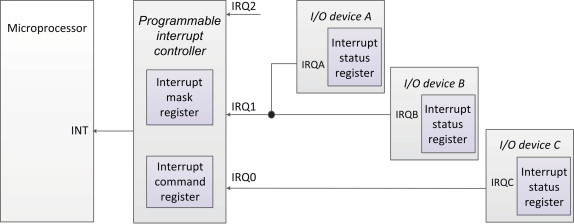 Microprocessor
INT
Programmable
interrupt
controller
Interrupt
mask
register
Interrupt
command
register
IRQ2
IRQ1
IRQ0
I/O device A
IRQA
Interrupt
status
register
I/O device B
IRQB
Interrupt
status
register
I/O device C
IRQC
Interrupt
status
register